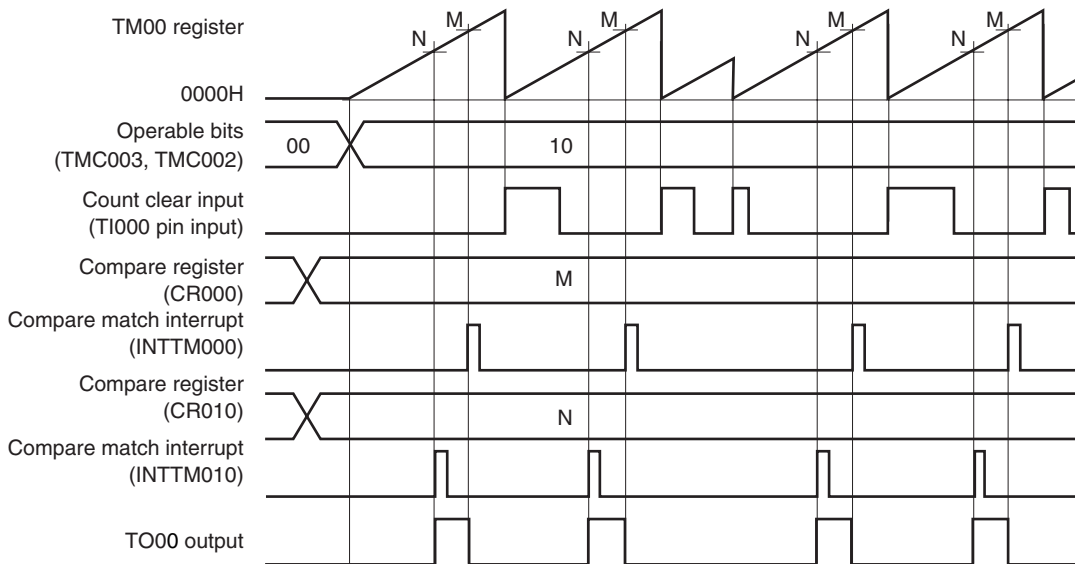 TM00 register
M
N
M
N
M
N
M
N
0000H
Operable bits
(TMC003, TMC002)
00
10
Count clear input
(TI000 pin input)
Compare register
(CR000)
M
Compare match interrupt
(INTTM000)
Compare register
(CR010)
N
Compare match interrupt
(INTTM010)
TO00 output